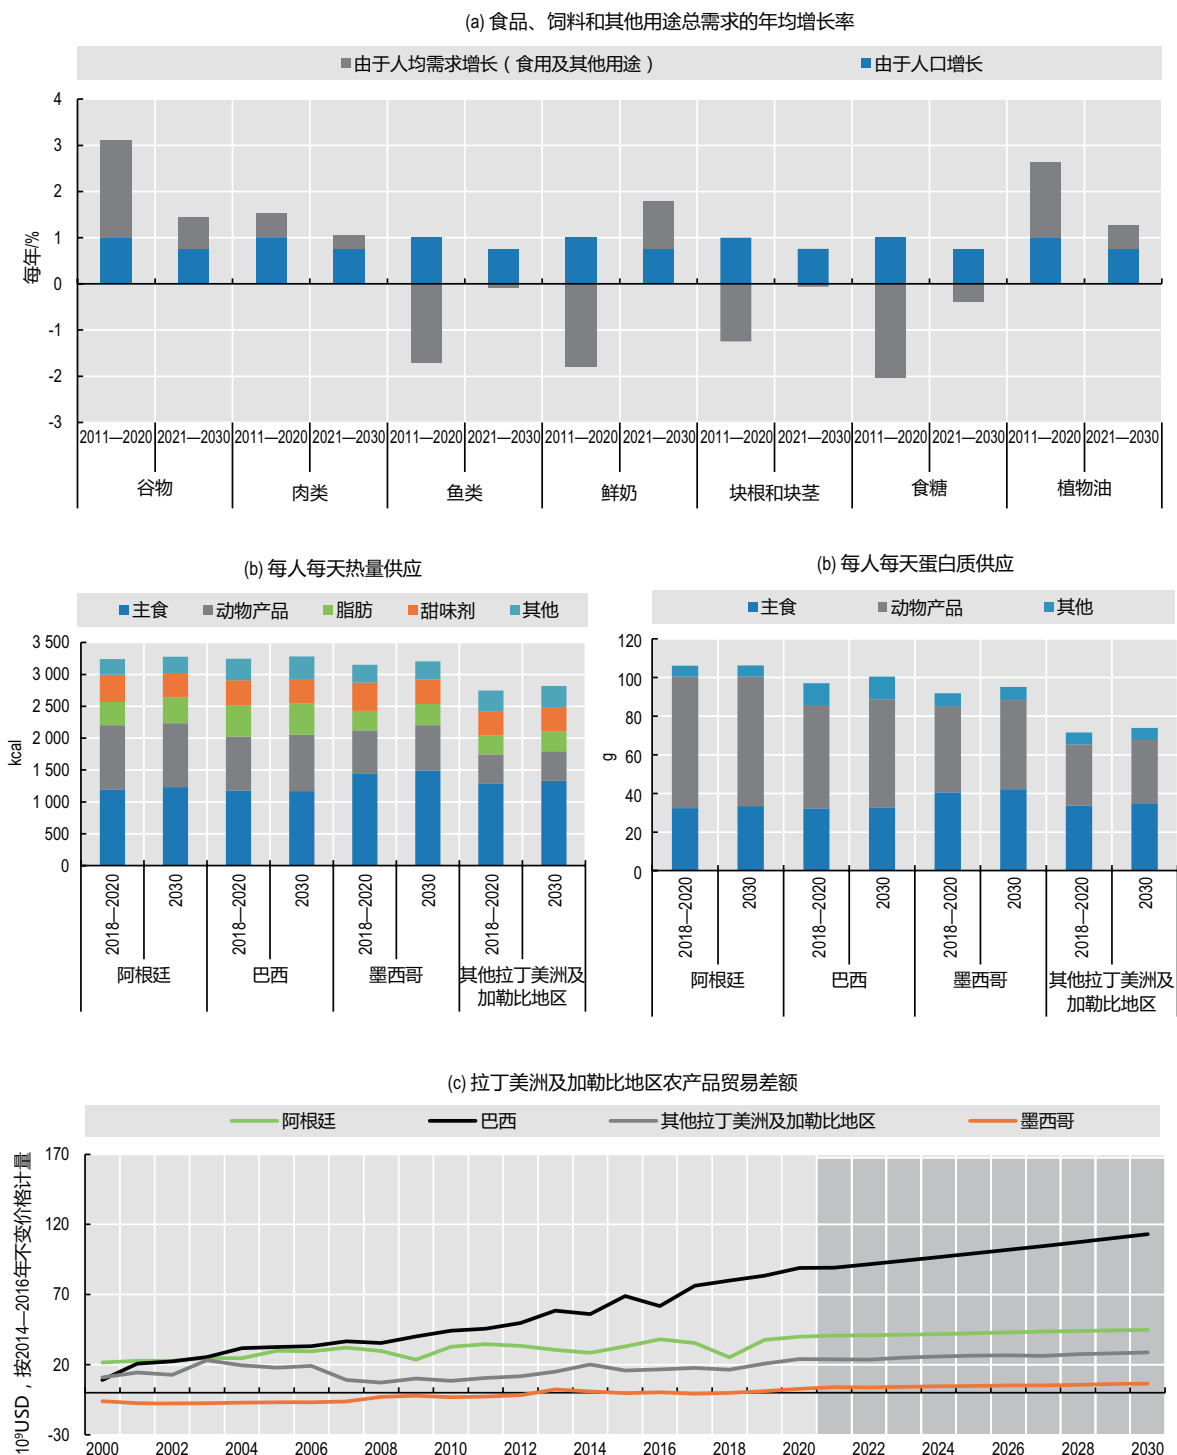 (a) 食品、饲料和其他用途总需求的年均增长率
由于人均需求增长（食用及其他用途） 由于人口增长
每年/%
4
3
2
1
0
-1
-2
-3
2011—2020 2021—2030 2011—2020 2021—2030 2011—2020 2021—2030 2011—2020 2021—2030 2011—2020 2021—2030 2011—2020 2021—2030 2011—2020 2021—2030
谷物 肉类 鱼类 鲜奶 块根和块茎 食糖 植物油
(b) 每人每天热量供应
主食 动物产品 脂肪 甜味剂 其他
kcal
3 500
3 000
2 500
2 000
1 500
1 000
500
0
2018—2020 2030 2018—2020 2030 2018—2020 2030 2018—2020 2030
阿根廷 巴西 墨西哥 其他拉丁美洲及
加勒比地区
(b) 每人每天蛋白质供应
主食 动物产品 其他
g
120
100
80
60
40
20
0
2018—2020 2030 2018—2020 2030 2018—2020 2030 2018—2020 2030
阿根廷 巴西 墨西哥 其他拉丁美洲及
加勒比地区
(c) 拉丁美洲及加勒比地区农产品贸易差额
阿根廷 巴西 其他拉丁美洲及加勒比地区 墨西哥
10⁹USD，按2014—2016年不变价格计量
170
120
70
20
-30
2000 2002 2004 2006 2008 2010 2012 2014 2016 2018 2020 2022 2024 2026 2028 2030